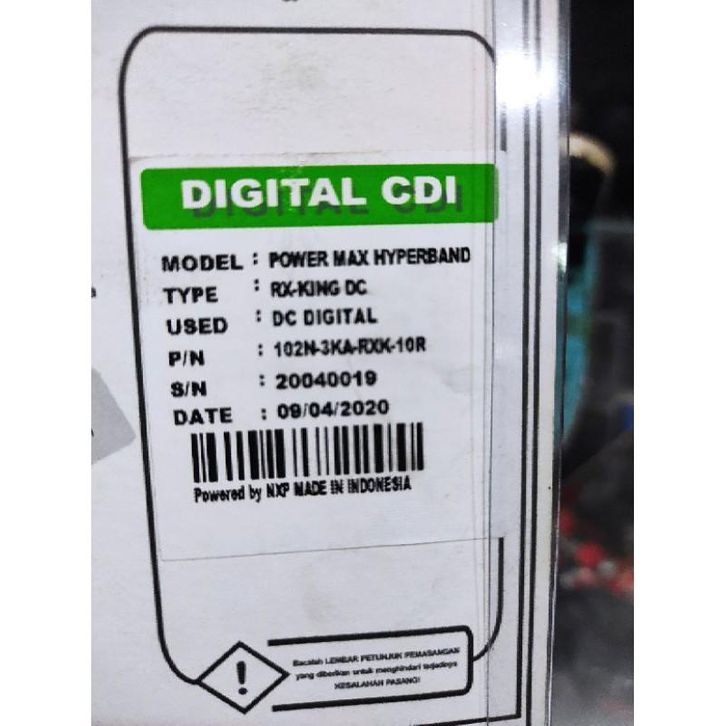 DIGITAL CDI
MODEL : POWER MAX HYPERBAND
TYPE : RX-KING DC
USED : DC DIGITAL
P/N : 102N-3KA-RXK-10R
S/N : 20040019
DATE : 09/04/2020
Powered by NXP MADE IN INDONESIA
Bacalah LEMBAR PETUNJUK PEMASANGAN
yang diberikan untuk menghindari terjadinya
KESALAHAN PASANG!